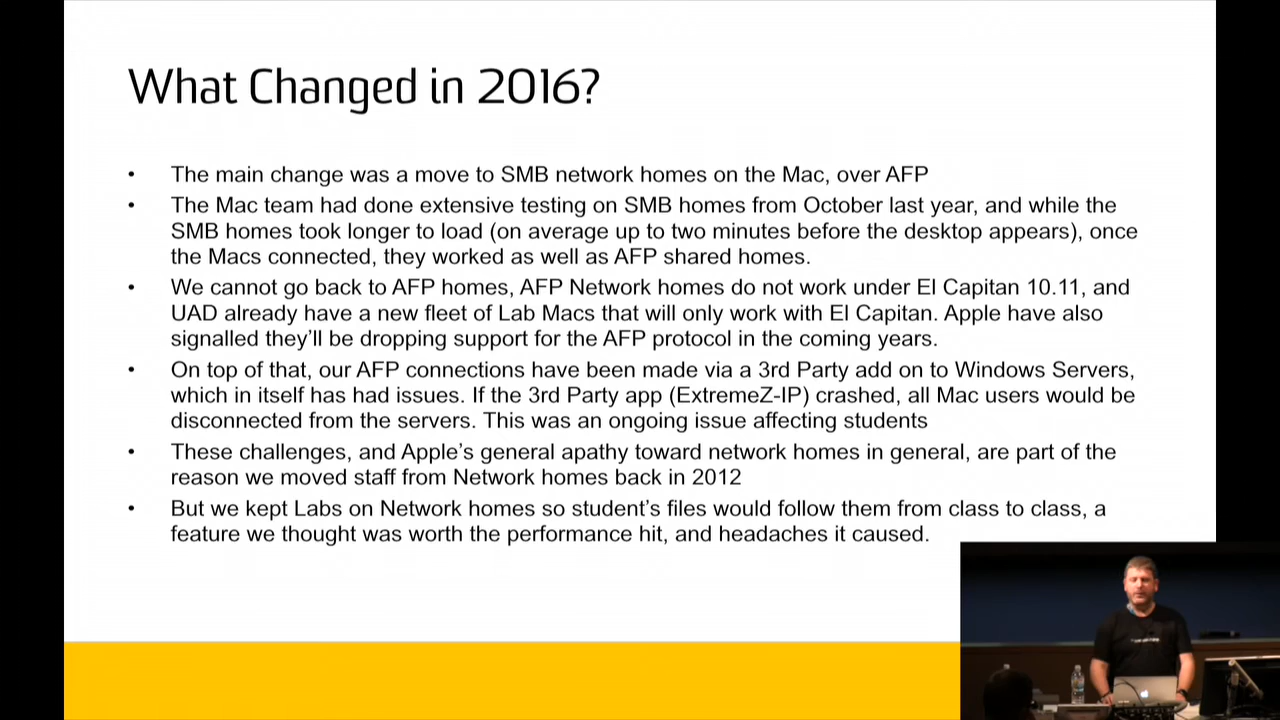 What Changed in 2016?
• The main change was a move to SMB network homes on the Mac, over AFP
• The Mac team had done extensive testing on SMB homes from October last year, and while the
SMB homes took longer to load (on average up to two minutes before the desktop appears), once
the Macs connected, they worked as well as AFP shared homes.
• We cannot go back to AFP homes, AFP Network homes do not work under El Capitan 10.11, and
UAD already have a new fleet of Lab Macs that will only work with El Capitan. Apple have also
signalled they’ll be dropping support for the AFP protocol in the coming years.
• On top of that, our AFP connections have been made via a 3rd Party add on to Windows Servers,
which in itself has had issues. If the 3rd Party app (ExtremeZ-IP) crashed, all Mac users would be
disconnected from the servers. This was an ongoing issue affecting students
• These challenges, and Apple’s general apathy toward network homes in general, are part of the
reason we moved staff from Network homes back in 2012
• But we kept Labs on Network homes so student’s files would follow them from class to class, a
feature we thought was worth the performance hit, and headaches it caused.